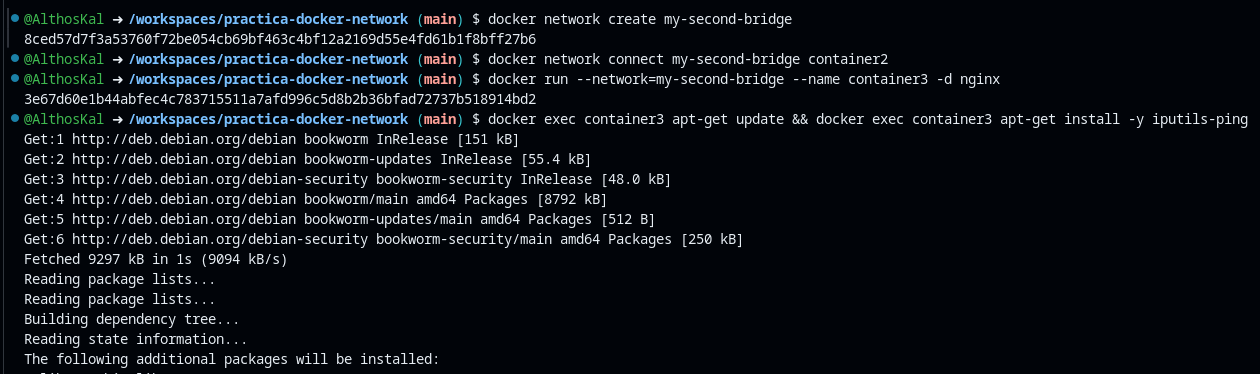 @AlthosKal ➜ /workspaces/practica-docker-network (main) $ docker network create my-second-bridge
8ced57d7f3a53760f72be054cb69bf463c4bf12a2169d55e4fd61b1f8bff27b6
@AlthosKal ➜ /workspaces/practica-docker-network (main) $ docker network connect my-second-bridge container2
@AlthosKal ➜ /workspaces/practica-docker-network (main) $ docker run --network=my-second-bridge --name container3 -d nginx
3e67d60e1b44abfec4c783715511a7afd996c5d8b2b36bfad72737b518914bd2
@AlthosKal ➜ /workspaces/practica-docker-network (main) $ docker exec container3 apt-get update && docker exec container3 apt-get install -y iputils-ping
Get:1 http://deb.debian.org/debian bookworm InRelease [151 kB]
Get:2 http://deb.debian.org/debian bookworm-updates InRelease [55.4 kB]
Get:3 http://deb.debian.org/debian-security bookworm-security InRelease [48.0 kB]
Get:4 http://deb.debian.org/debian bookworm/main amd64 Packages [8792 kB]
Get:5 http://deb.debian.org/debian bookworm-updates/main amd64 Packages [512 B]
Get:6 http://deb.debian.org/debian-security bookworm-security/main amd64 Packages [250 kB]
Fetched 9297 kB in 1s (9094 kB/s)
Reading package lists...
Reading package lists...
Building dependency tree...
Reading state information...
The following additional packages will be installed: